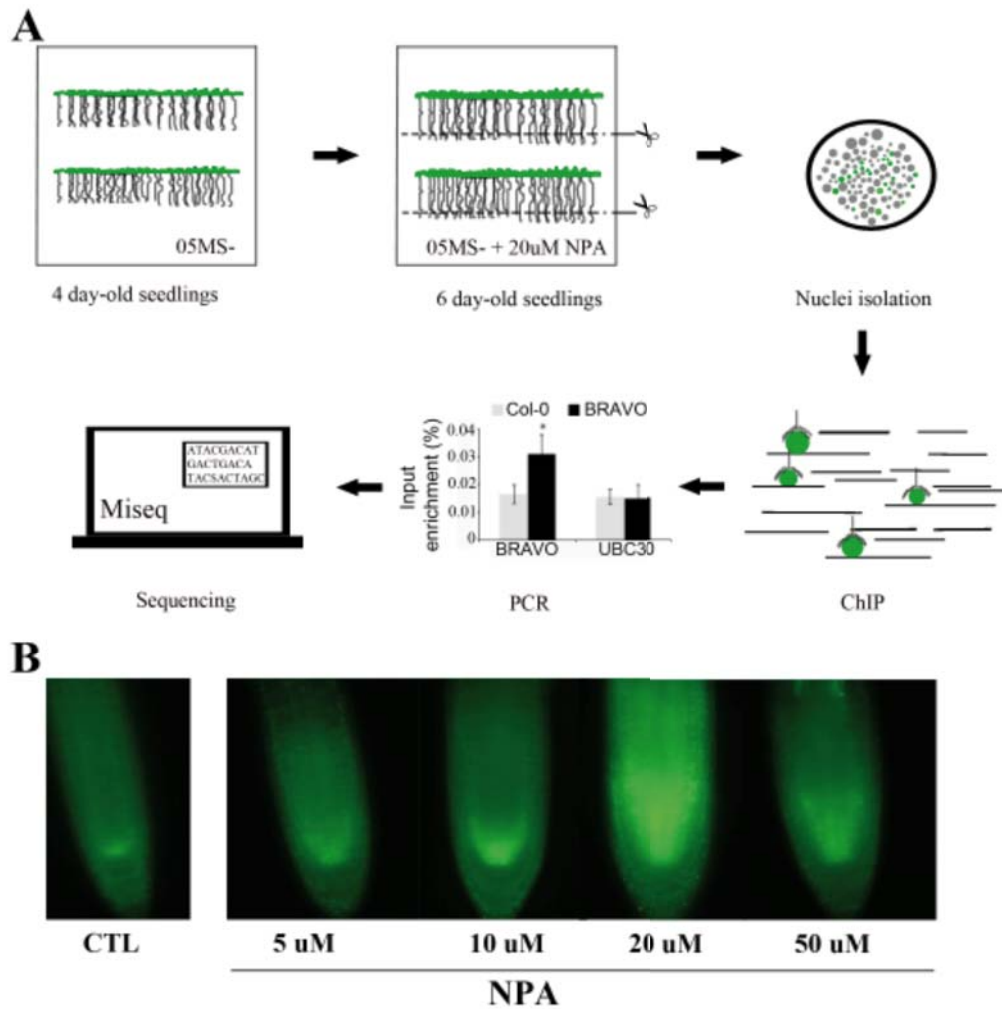 A
05MS-
05MS- + 20uM NPA
4 day-old seedlings
6 day-old seedlings
Nuclei isolation
ATACGACAT
GACTGACA
TACSACTAGC
Miseq
Col-0 BRAVO
Input
enrichment (%)
0.04
0.03
0.02
0.01
0
*
BRAVO UBC30
Sequencing
PCR
ChIP
B
CTL
5 uM 10 uM 20 uM 50 uM
NPA